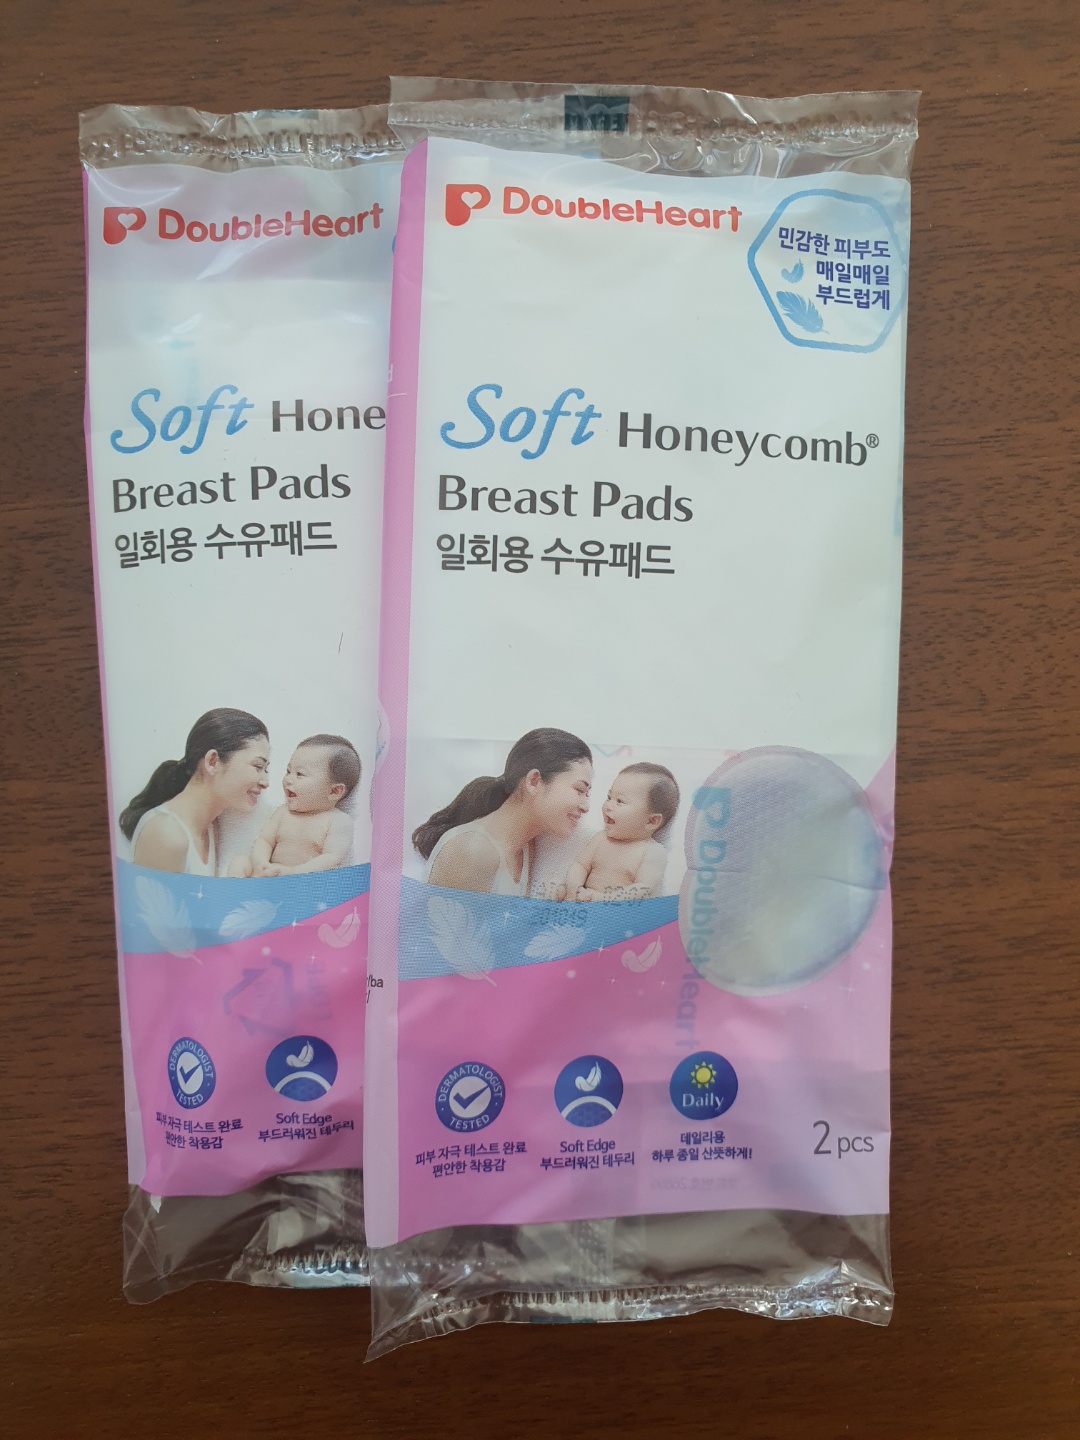 DoubleHeart
Soft Hone
Breast Pads
일회용 수유패드
DERMATOLOGIST
TESTED
피부 자극 테스트 완료
편안한 착용감
Soft Edge
부드러워진 테두리
DoubleHeart
민감한 피부도
매일매일
부드럽게
Soft Honeycomb®
Breast Pads
일회용 수유패드
DoubleHeart
DERMATOLOGIST
TESTED
피부 자극 테스트 완료
편안한 착용감
Soft Edge
부드러워진 테두리
Daily
데일리용
하루 종일 산뜻하게!
2 pcs